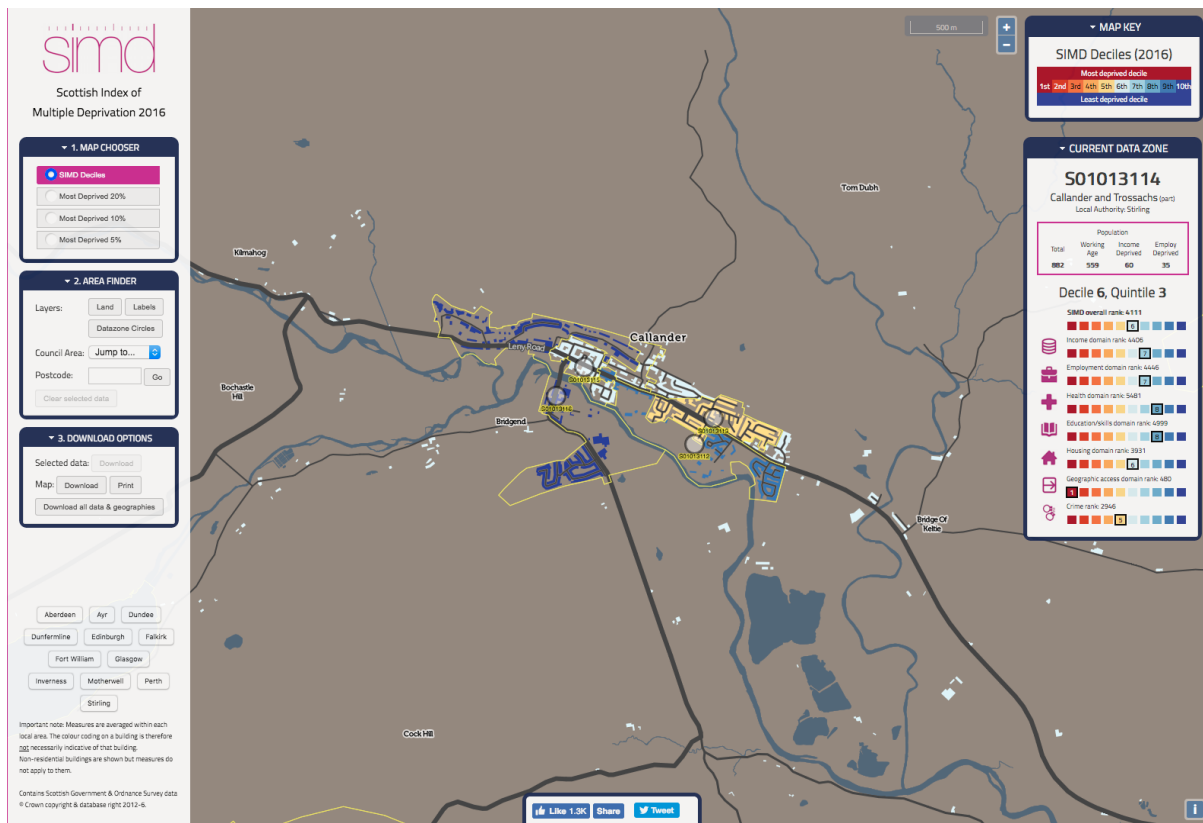 simd
Scottish Index of
Multiple Deprivation 2016
1. MAP CHOOSER
SIMD Deciles
Most Deprived 20%
Most Deprived 10%
Most Deprived 5%
2. AREA FINDER
Layers: Land Labels
Datazone Circles
Council Area: Jump to...
Postcode: Go
Clear selected data
3. DOWNLOAD OPTIONS
Selected data: Download
Map: Download Print
Download all data & geographies
Aberdeen Ayr Dundee
Dunfermline Edinburgh Falkirk
Fort William Glasgow
Inverness Motherwell Perth
Stirling
Important note: Measures are averaged within each
local area. The colour coding on a building is therefore
not necessarily indicative of that building.
Non-residential buildings are shown but measures do
not apply to them.
Contains Scottish Government & Ordnance Survey data
© Crown copyright & database right 2012-6.
500 m
+
−
Tom Dubh
Kilmahog
Callander
Leny Road
Bochastle
Hill
Bridgend
S01013112
Bridge Of
Keltie
Cock Hill
Like 1.3K Share Tweet
MAP KEY
SIMD Deciles (2016)
Most deprived decile
1st 2nd 3rd 4th 5th 6th 7th 8th 9th 10th
Least deprived decile
CURRENT DATA ZONE
S01013114
Callander and Trossachs (part)
Local Authority: Stirling
Population
Total Working Age Income Deprived Employ Deprived
882 559 60 35
Decile 6, Quintile 3
SIMD overall rank: 4111
6
Income domain rank: 4406
7
Employment domain rank: 4446
7
Health domain rank: 5481
8
Education/skills domain rank: 4999
8
Housing domain rank: 3931
6
Geographic access domain rank: 480
1
Crime rank: 2946
5
i